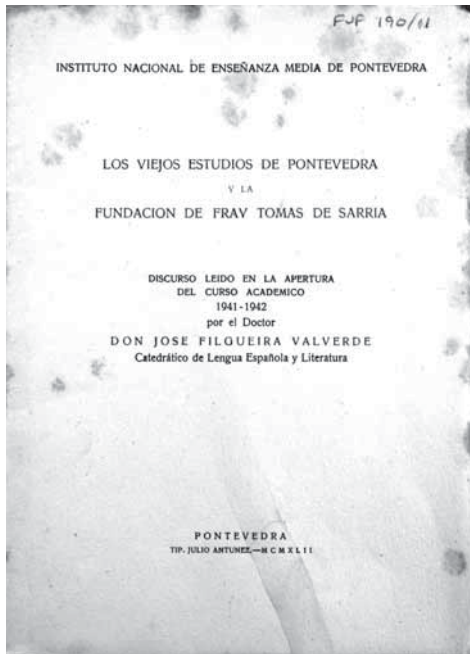 FJF 190/11
INSTITUTO NACIONAL DE ENSEÑANZA MEDIA DE PONTEVEDRA
LOS VIEJOS ESTUDIOS DE PONTEVEDRA
Y LA
FUNDACION DE FRAY TOMAS DE SARRIA
DISCURSO LEIDO EN LA APERTURA
DEL CURSO ACADEMICO
1941-1942
por el Doctor
DON JOSE FILGUEIRA VALVERDE
Catedrático de Lengua Española y Literatura
PONTEVEDRA
TIP. JULIO ANTUNEZ.—MCMXLII